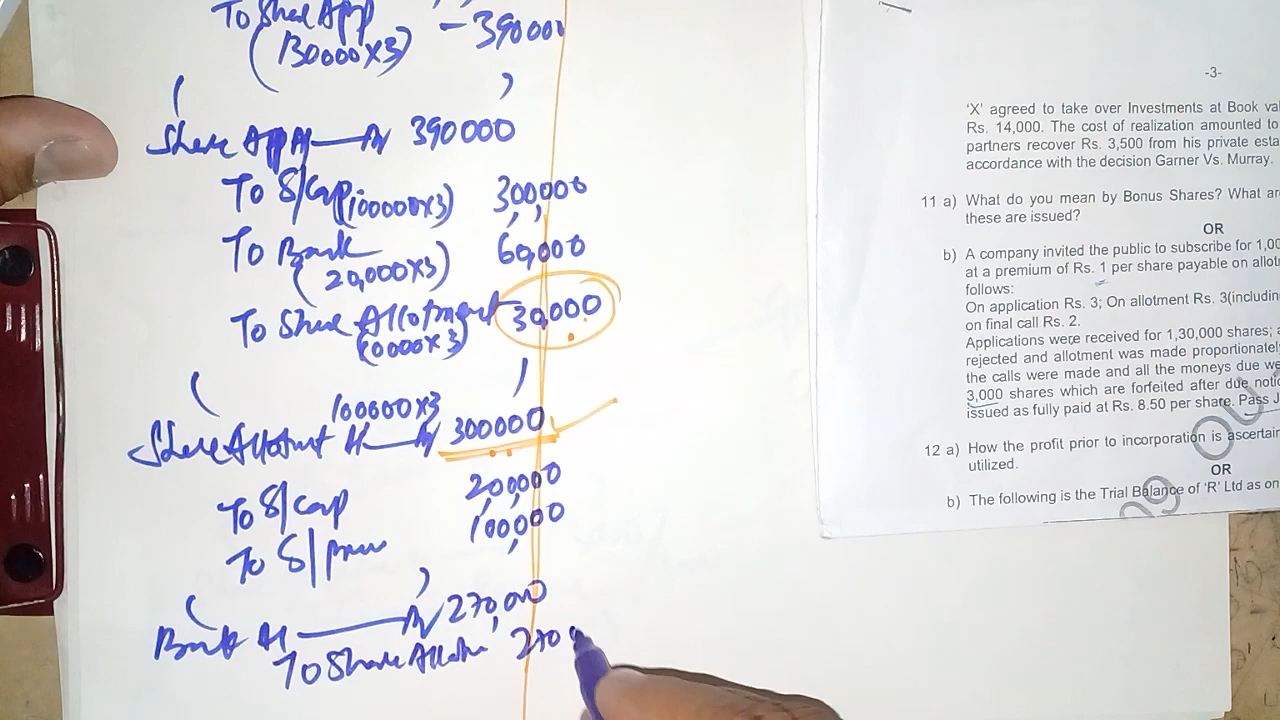 To Share App - 390000
(130000x3)
Share App A/c Dr 390000
To S/Cap (100000x3) 300,000
To Bank 60,000
(20,000x3)
To Share Allotment 30,000
(10000x3)
100000x3
Share Allotment A/c Dr 300000
To S/Cap 200,000
To S/Prem 100,000
Bank A/c Dr 270,000
To Share Allotm 270
-3-
'X' agreed to take over Investments at Book val
Rs. 14,000. The cost of realization amounted to
partners recover Rs. 3,500 from his private esta
accordance with the decision Garner Vs. Murray.
11 a) What do you mean by Bonus Shares? What are
these are issued?
OR
b) A company invited the public to subscribe for 1,00
at a premium of Rs. 1 per share payable on allot
follows:
On application Rs. 3; On allotment Rs. 3(includin
on final call Rs. 2.
Applications were received for 1,30,000 shares; a
rejected and allotment was made proportionatel
the calls were made and all the moneys due we
3,000 shares which are forfeited after due noti
issued as fully paid at Rs. 8.50 per share. Pass J
12 a) How the profit prior to incorporation is ascertain
utilized.
OR
b) The following is the Trial Balance of 'R' Ltd as on